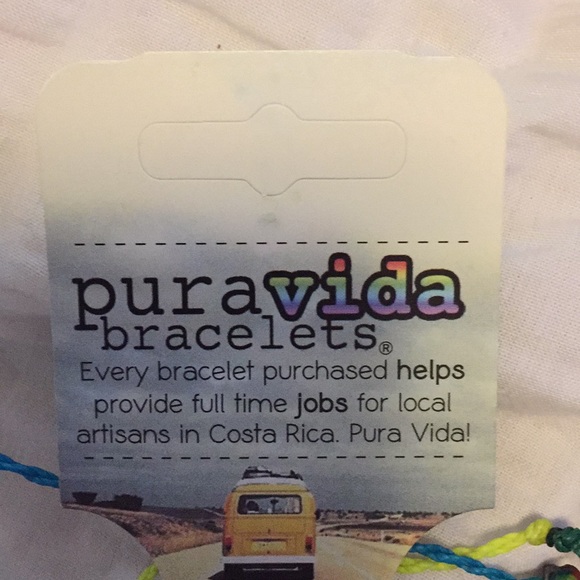 puravida
bracelets®
Every bracelet purchased helps
provide full time jobs for local
artisans in Costa Rica. Pura Vida!